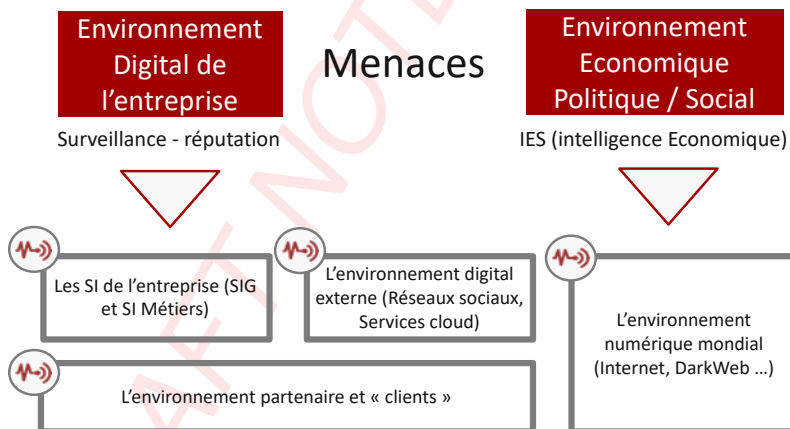 Environnement
Digital de
l'entreprise
Menaces
Environnement
Economique
Politique / Social
Surveillance - réputation
IES (intelligence Economique)
Les SI de l'entreprise (SIG
et SI Métiers)
L'environnement digital
externe (Réseaux sociaux,
Services cloud)
L'environnement
numérique mondial
(Internet, DarkWeb ...)
L'environnement partenaire et « clients »
AFT NOTE